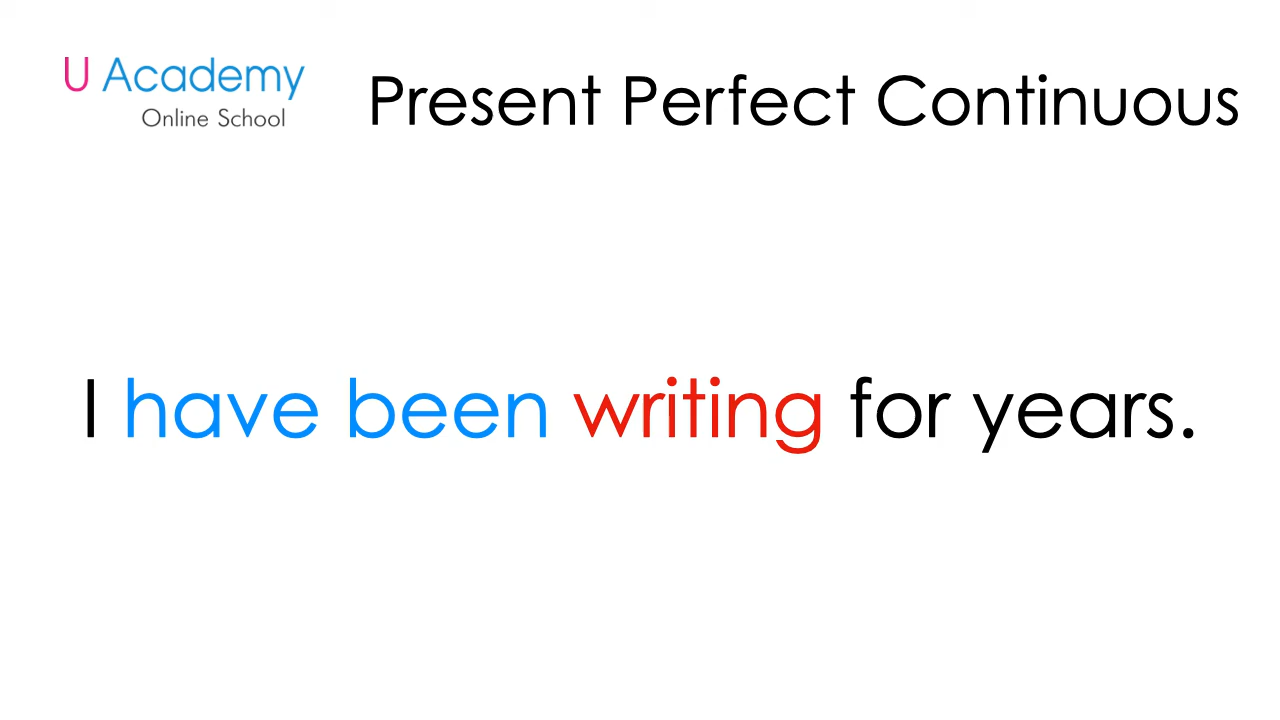 U Academy
Online School
Present Perfect Continuous
I have been writing for years.